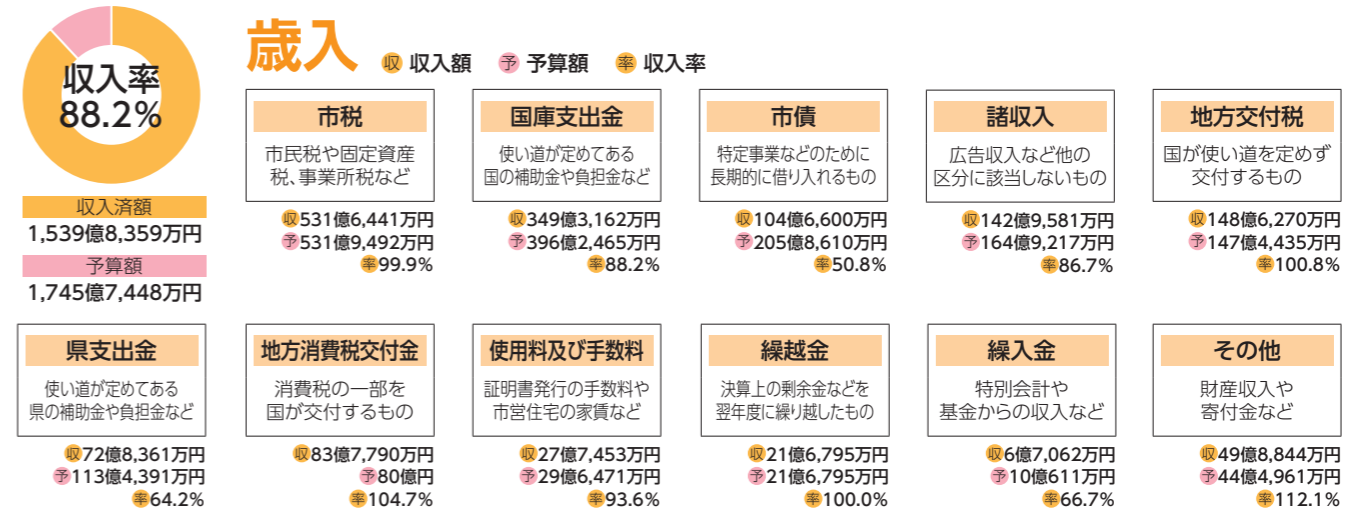 収入率
88.2%
収入済額
1,539億8,359万円
予算額
1,745億7,448万円
歳入
収 収入額 予 予算額 率 収入率
市税
市民税や固定資産
税、事業所税など
収531億6,441万円
予531億9,492万円
率99.9%
国庫支出金
使い道が定めてある
国の補助金や負担金など
収349億3,162万円
予396億2,465万円
率88.2%
市債
特定事業などのために
長期的に借り入れるもの
収104億6,600万円
予205億8,610万円
率50.8%
諸収入
広告収入など他の
区分に該当しないもの
収142億9,581万円
予164億9,217万円
率86.7%
地方交付税
国が使い道を定めず
交付するもの
収148億6,270万円
予147億4,435万円
率100.8%
県支出金
使い道が定めてある
県の補助金や負担金など
収72億8,361万円
予113億4,391万円
率64.2%
地方消費税交付金
消費税の一部を
国が交付するもの
収83億7,790万円
予80億円
率104.7%
使用料及び手数料
証明書発行の手数料や
市営住宅の家賃など
収27億7,453万円
予29億6,471万円
率93.6%
繰越金
決算上の剰余金などを
翌年度に繰り越したもの
収21億6,795万円
予21億6,795万円
率100.0%
繰入金
特別会計や
基金からの収入など
収6億7,062万円
予10億611万円
率66.7%
その他
財産収入や
寄付金など
収49億8,844万円
予44億4,961万円
率112.1%